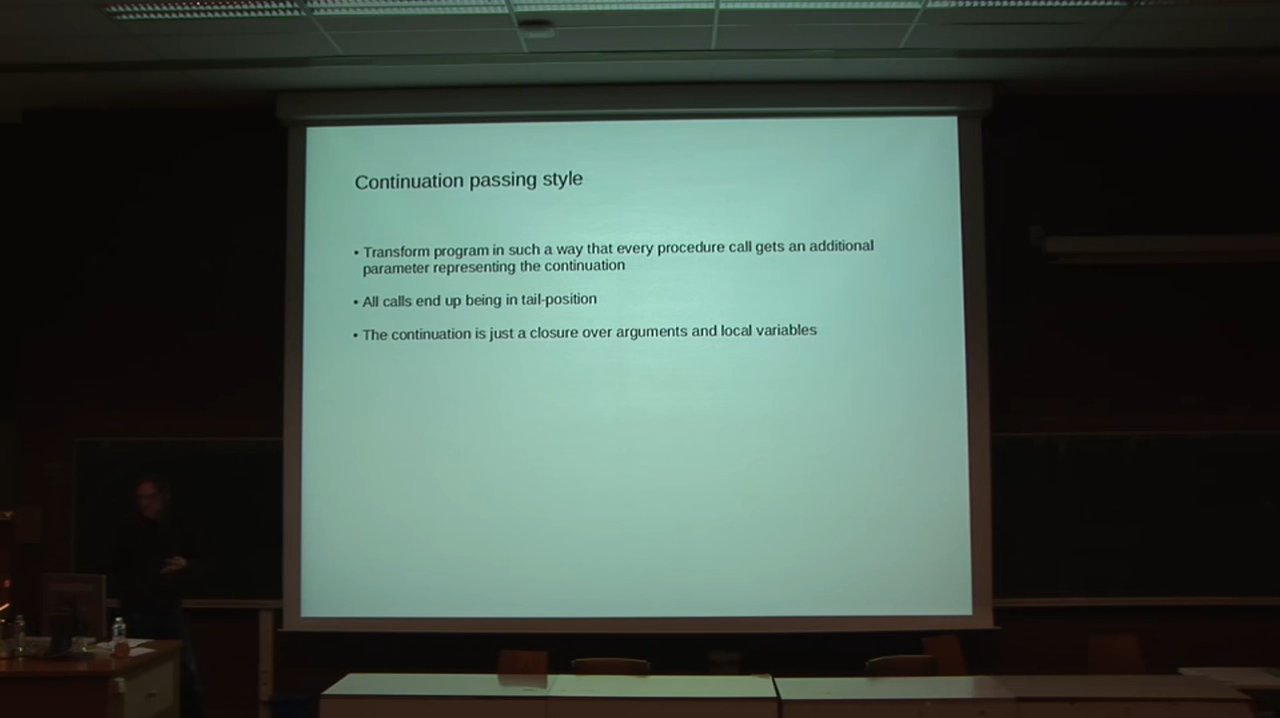 Continuation passing style
• Transform program in such a way that every procedure call gets an additional
parameter representing the continuation
• All calls end up being in tail-position
• The continuation is just a closure over arguments and local variables